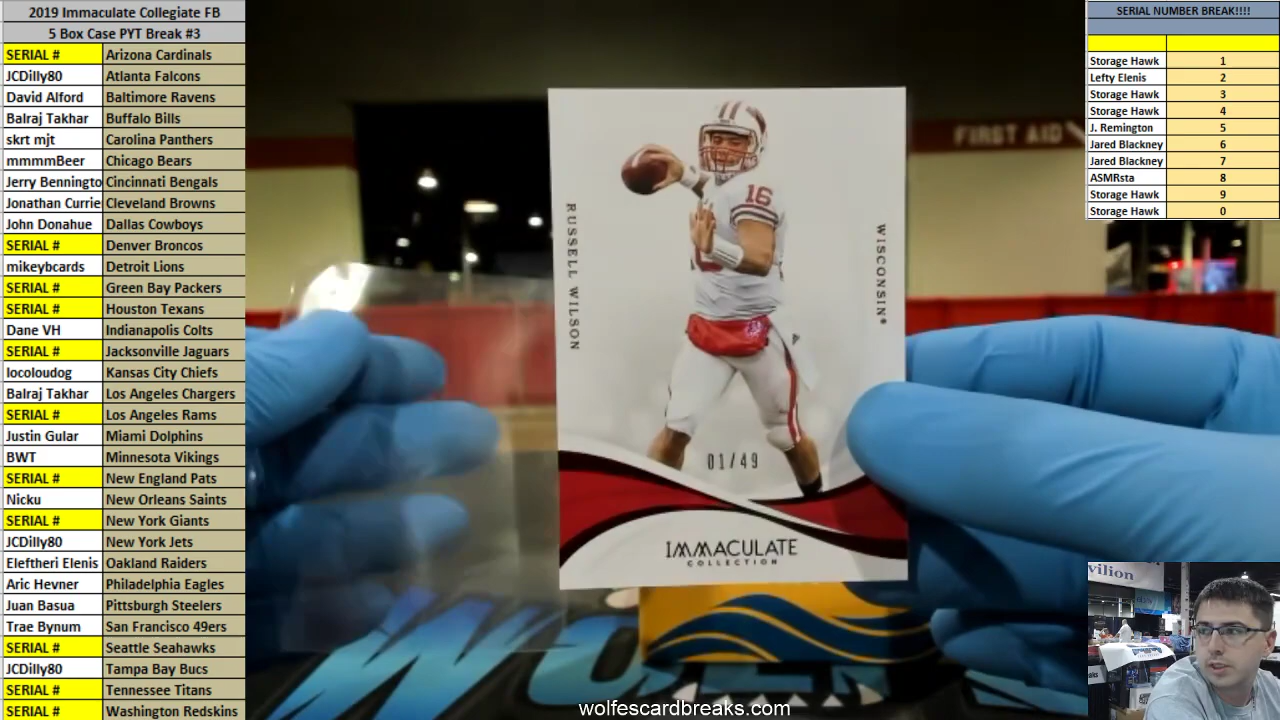 2019 Immaculate Collegiate FB
5 Box Case PYT Break #3
SERIAL # Arizona Cardinals
JCDilly80 Atlanta Falcons
David Alford Baltimore Ravens
Balraj Takhar Buffalo Bills
skrt mjt Carolina Panthers
mmmmBeer Chicago Bears
Jerry Benningto Cincinnati Bengals
Jonathan Currie Cleveland Browns
John Donahue Dallas Cowboys
SERIAL # Denver Broncos
mikeybcards Detroit Lions
SERIAL # Green Bay Packers
SERIAL # Houston Texans
Dane VH Indianapolis Colts
SERIAL # Jacksonville Jaguars
locoloudog Kansas City Chiefs
Balraj Takhar Los Angeles Chargers
SERIAL # Los Angeles Rams
Justin Gular Miami Dolphins
BWT Minnesota Vikings
SERIAL # New England Pats
Nicku New Orleans Saints
SERIAL # New York Giants
JCDilly80 New York Jets
Eleftheri Elenis Oakland Raiders
Aric Hevner Philadelphia Eagles
Juan Basua Pittsburgh Steelers
Trae Bynum San Francisco 49ers
SERIAL # Seattle Seahawks
JCDilly80 Tampa Bay Bucs
SERIAL # Tennessee Titans
SERIAL # Washington Redskins
FIRST AID
16
RUSSELL WILSON
WISCONSIN®
01/49
IMMACULATE
COLLECTION
wolfescardbreaks.com
SERIAL NUMBER BREAK!!!!
Storage Hawk 1
Lefty Elenis 2
Storage Hawk 3
Storage Hawk 4
J. Remington 5
Jared Blackney 6
Jared Blackney 7
ASMRsta 8
Storage Hawk 9
Storage Hawk 0
vilion